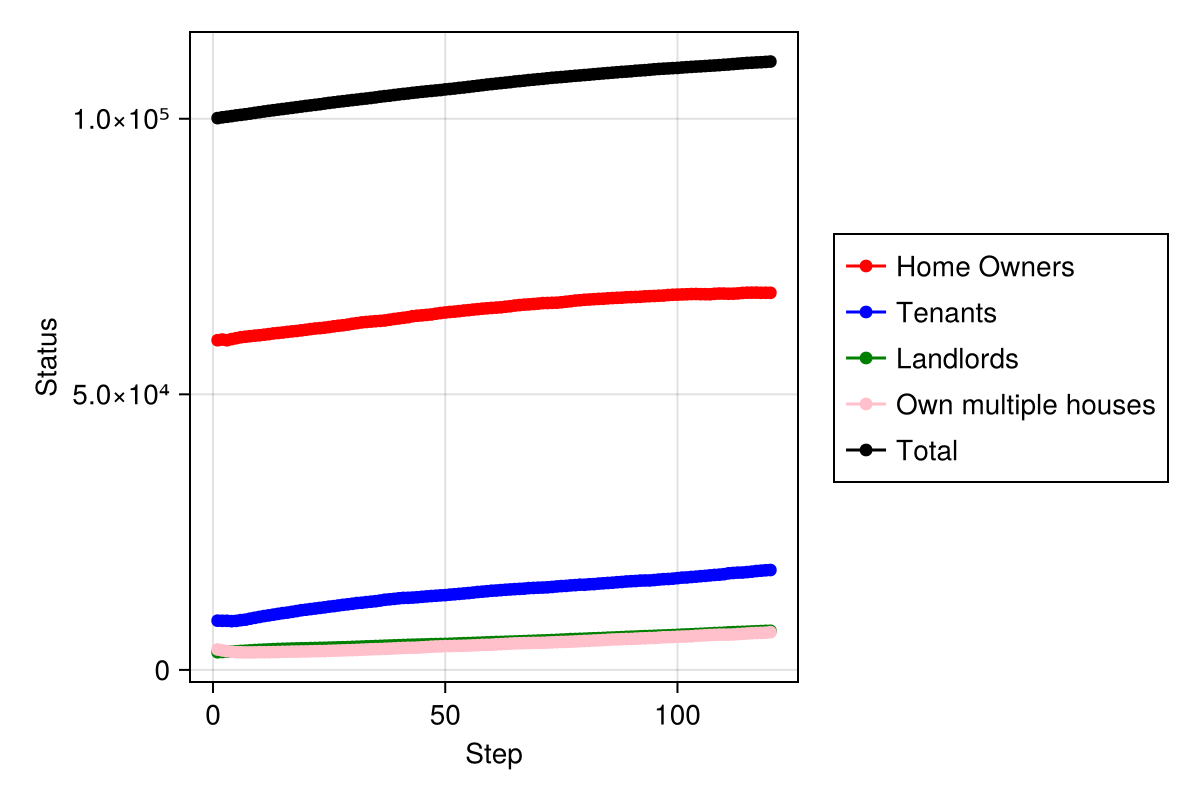 1.0×10⁵
5.0×10⁴
0
0
50
100
Status
Step
Home Owners
Tenants
Landlords
Own multiple houses
Total